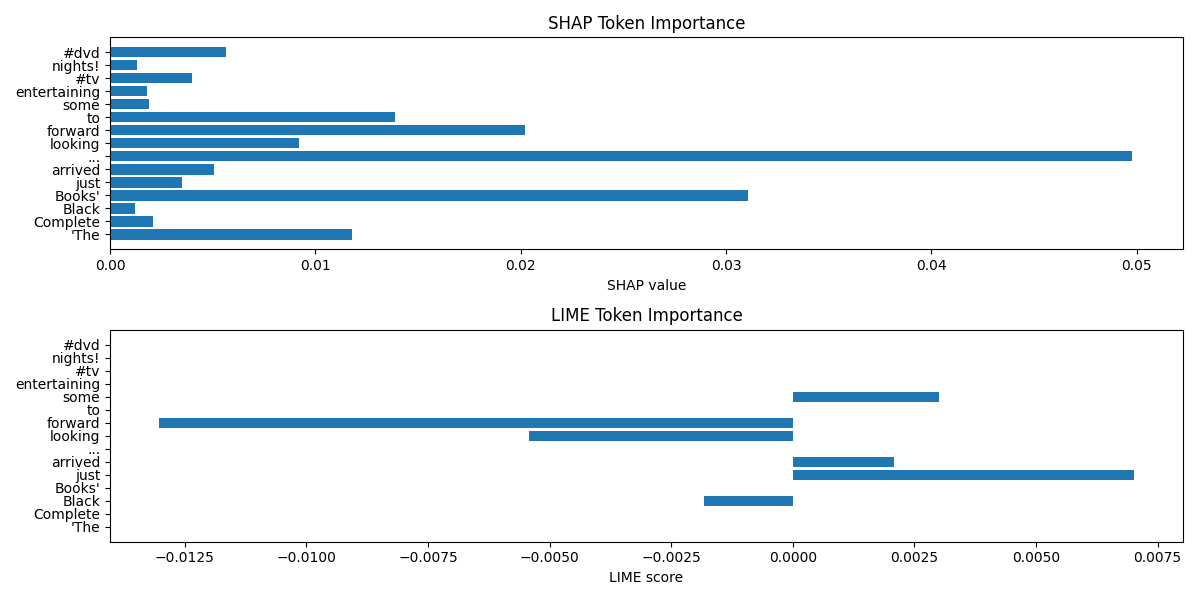 SHAP Token Importance
#dvd
nights!
#tv
entertaining
some
to
forward
looking
...
arrived
just
Books'
Black
Complete
'The
0.00 0.01 0.02 0.03 0.04 0.05
SHAP value
LIME Token Importance
#dvd
nights!
#tv
entertaining
some
to
forward
looking
...
arrived
just
Books'
Black
Complete
'The
−0.0125 −0.0100 −0.0075 −0.0050 −0.0025 0.0000 0.0025 0.0050 0.0075
LIME score